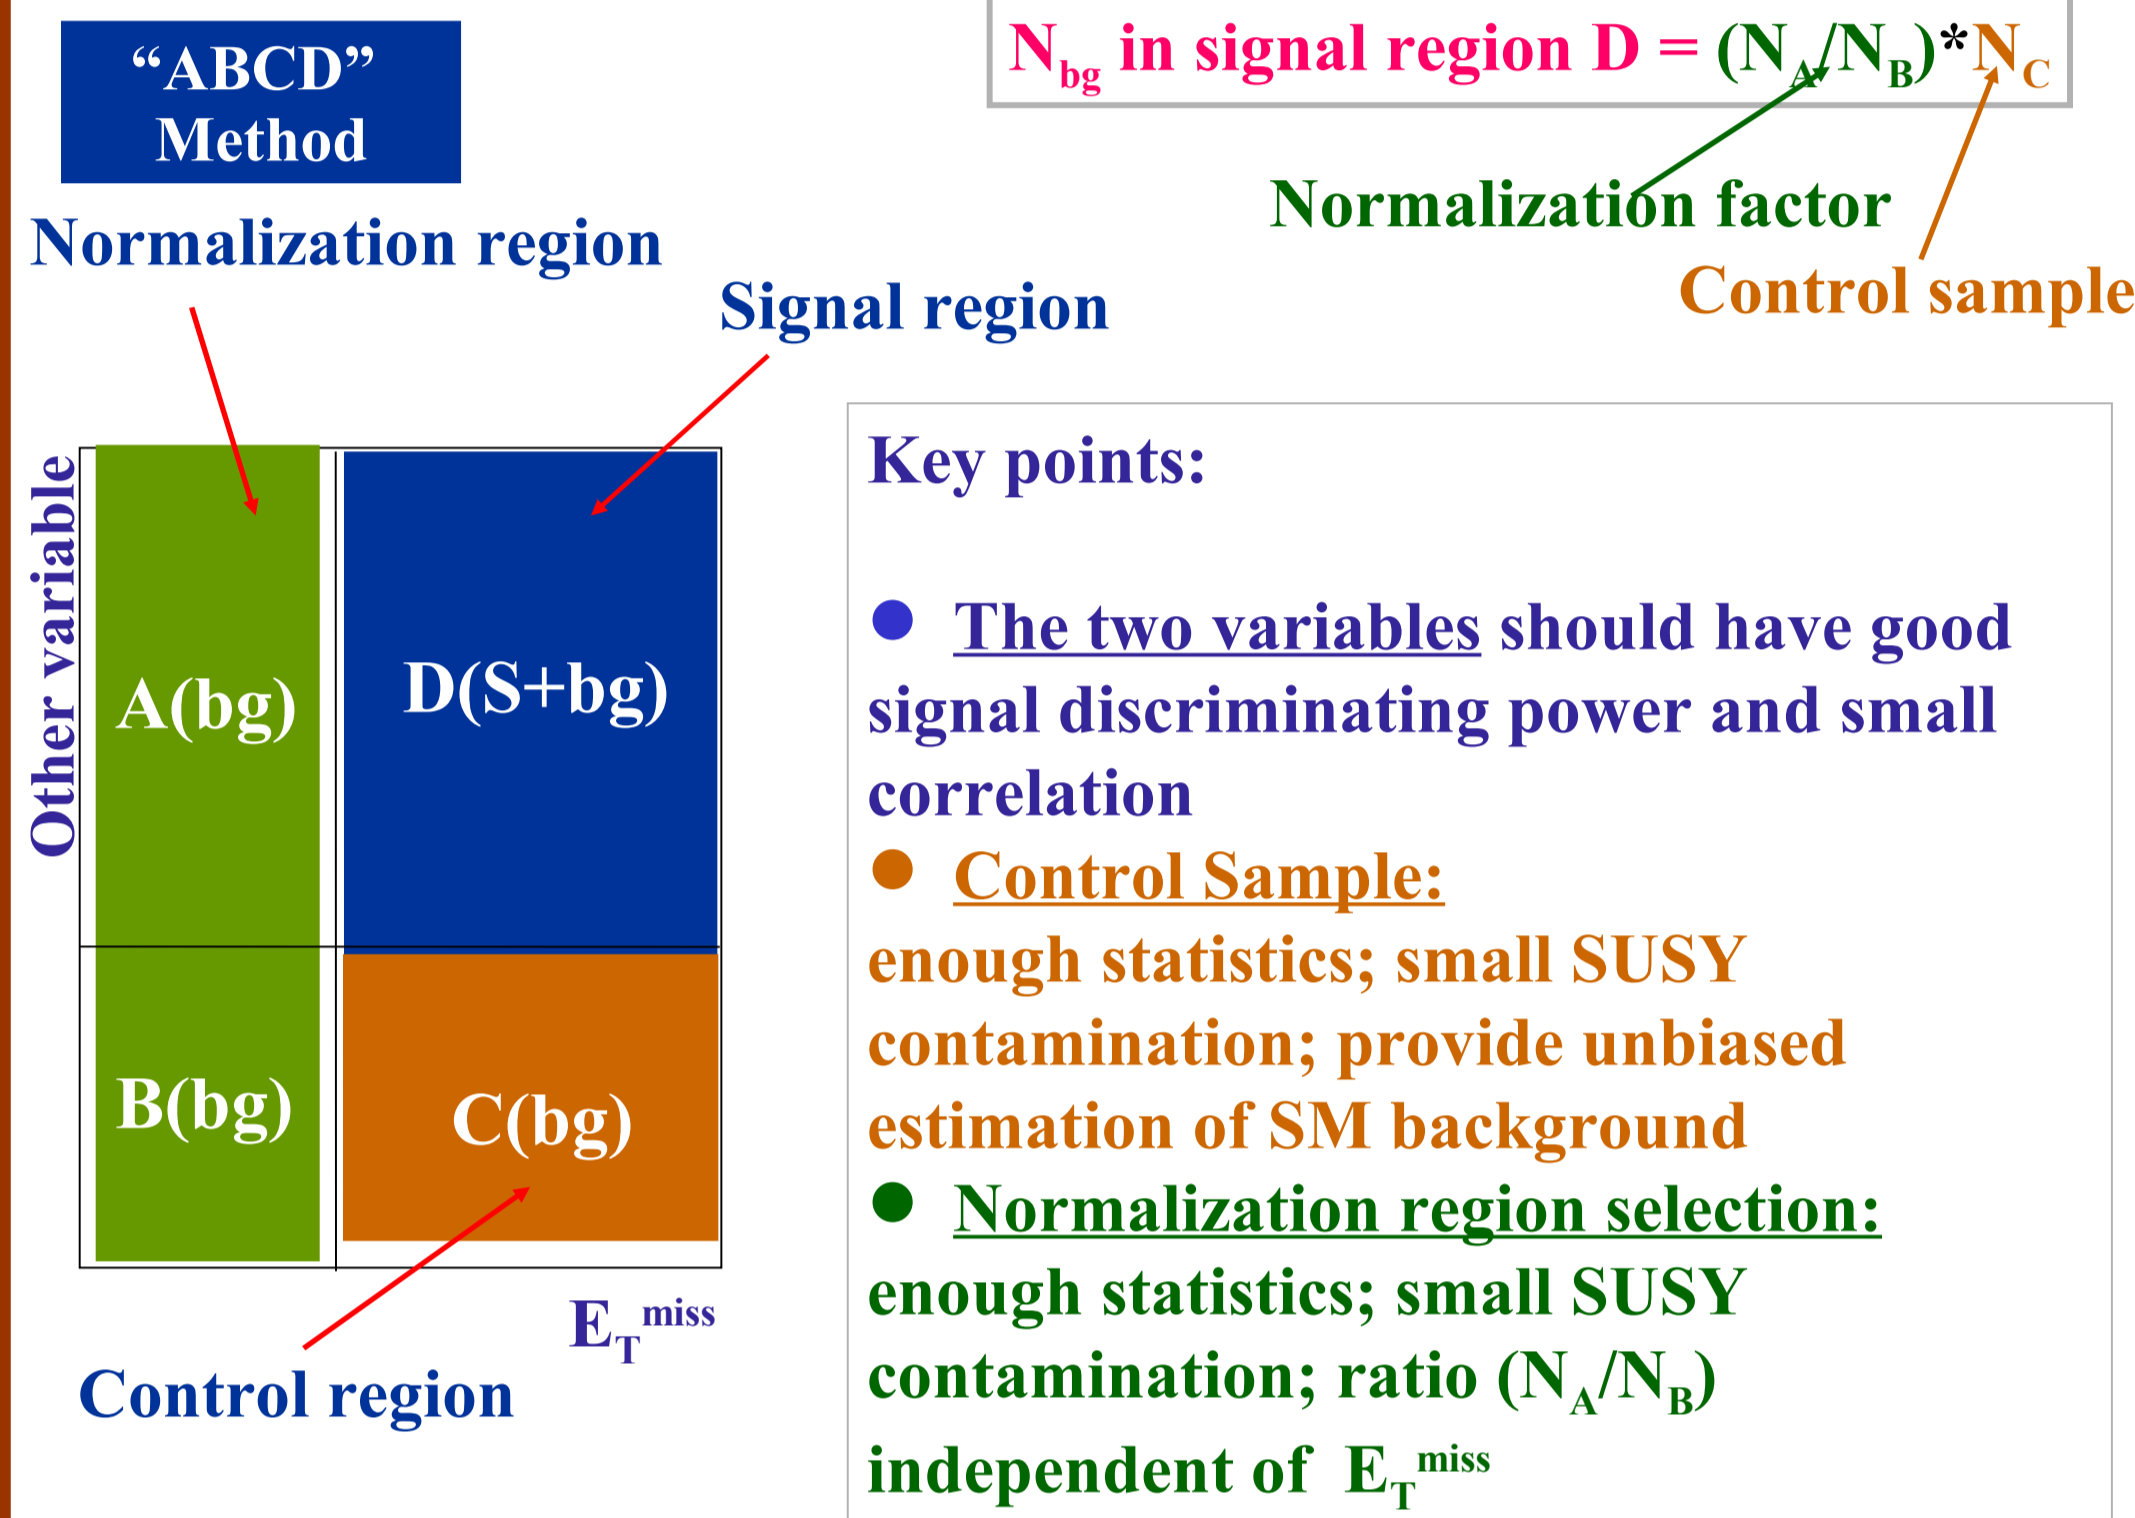 “ABCD”
Method
N_bg in signal region D = (N_A/N_B)*N_C
Normalization factor
Control sample
Normalization region
Signal region
Other variable
A(bg)
D(S+bg)
B(bg)
C(bg)
E_T^miss
Control region
Key points:
● The two variables should have good
signal discriminating power and small
correlation
● Control Sample:
enough statistics; small SUSY
contamination; provide unbiased
estimation of SM background
● Normalization region selection:
enough statistics; small SUSY
contamination; ratio (N_A/N_B)
independent of E_T^miss